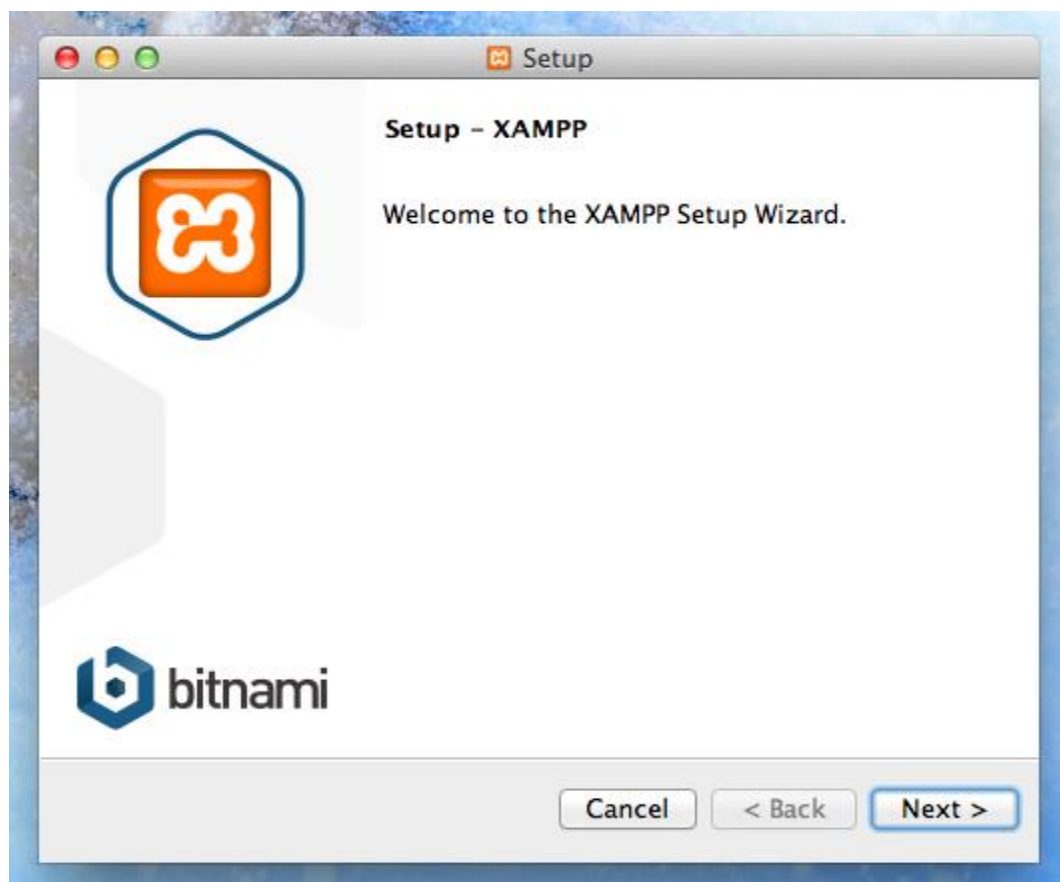 Setup
Setup – XAMPP
Welcome to the XAMPP Setup Wizard.
bitnami
Cancel
< Back
Next >